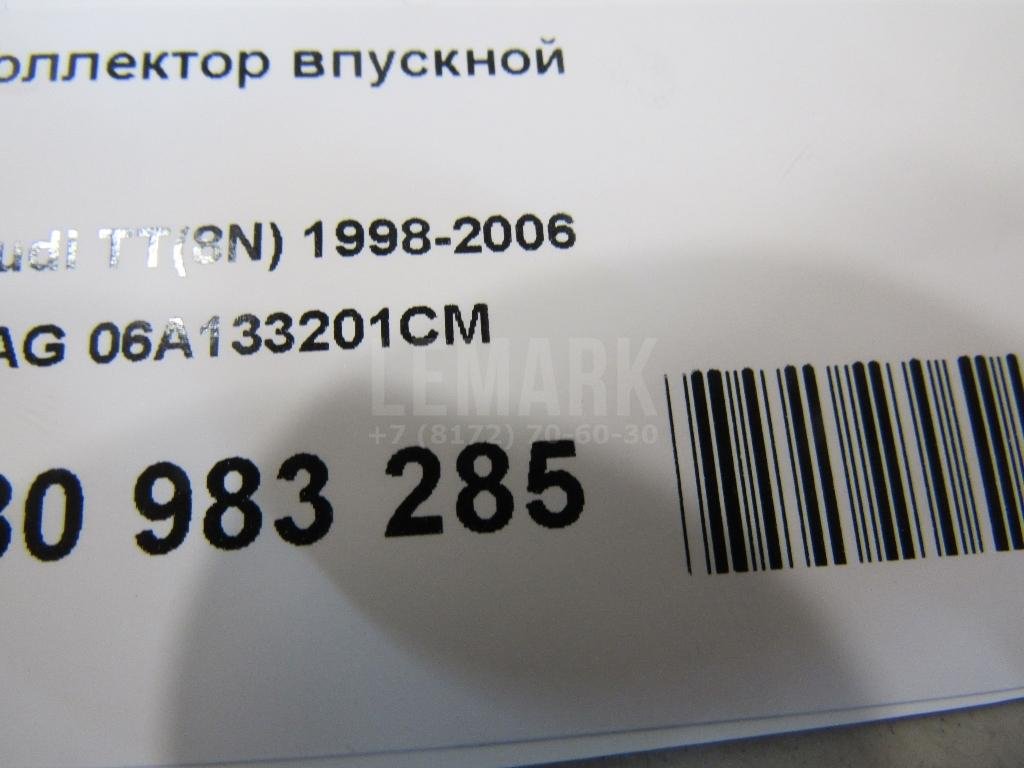 оллектор впускной
udi TT(8N) 1998-2006
AG 06A133201CM
LEMARK
+7 (8172) 70-60-30
30 983 285